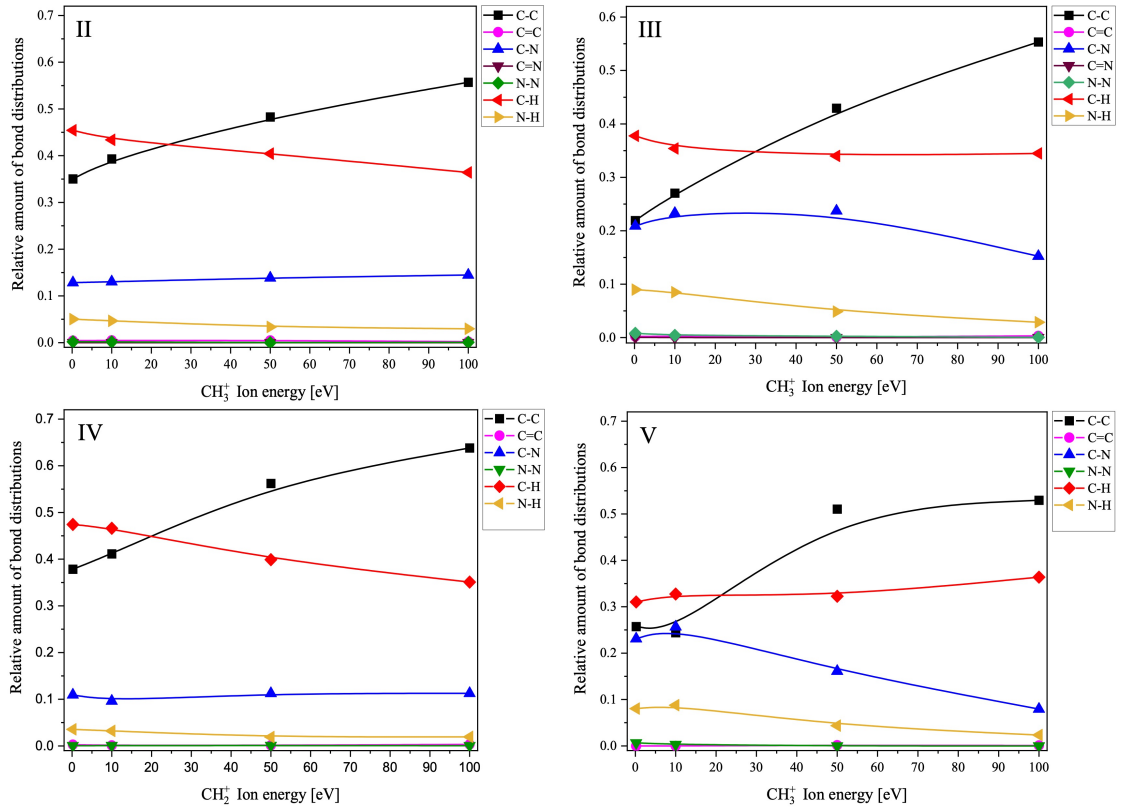 II
Relative amount of bond distributions
0.7
0.6
0.5
0.4
0.3
0.2
0.1
0.0
0 10 20 30 40 50 60 70 80 90 100
CH₃⁺ Ion energy [eV]
C-C
C=C
C-N
C=N
N-N
C-H
N-H
III
Relative amount of bond distributions
0.6
0.5
0.4
0.3
0.2
0.1
0.0
0 10 20 30 40 50 60 70 80 90 100
CH₃⁺ Ion energy [eV]
C-C
C=C
C-N
C=N
N-N
C-H
N-H
IV
Relative amount of bond distributions
0.7
0.6
0.5
0.4
0.3
0.2
0.1
0.0
0 10 20 30 40 50 60 70 80 90 100
CH₂⁺ Ion energy [eV]
C-C
C=C
C-N
N-N
C-H
N-H
V
Relative amount of bond distributions
0.7
0.6
0.5
0.4
0.3
0.2
0.1
0.0
0 10 20 30 40 50 60 70 80 90 100
CH₃⁺ Ion energy [eV]
C-C
C=C
C-N
N-N
C-H
N-H